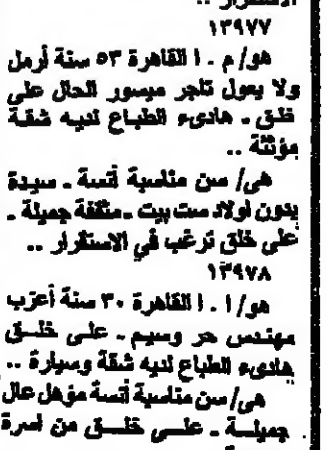 الاستقرار ..
١٣٩٧٧
هو/ م . ا القاهرة ٥٣ سنة أرمل
ولا يعول تاجر ميسور الحال على
خلق ـ هادىء الطباع لديه شقة
مؤثثة ..
هى/ سن مناسبة آنسة ـ سيدة
بدون أولاد ست بيت ـ مثقفة جميلة ـ
على خلق ترغب في الاستقرار ..
١٣٩٧٨
هو/ ا . ا القاهرة ٣٠ سنة أعزب
مهندس حر وسيم ـ على خلق
هادىء الطباع لديه شقة وسيارة ..
هى/ سن مناسبة آنسة مؤهل عال
جميلة ـ على خلق من اسرة